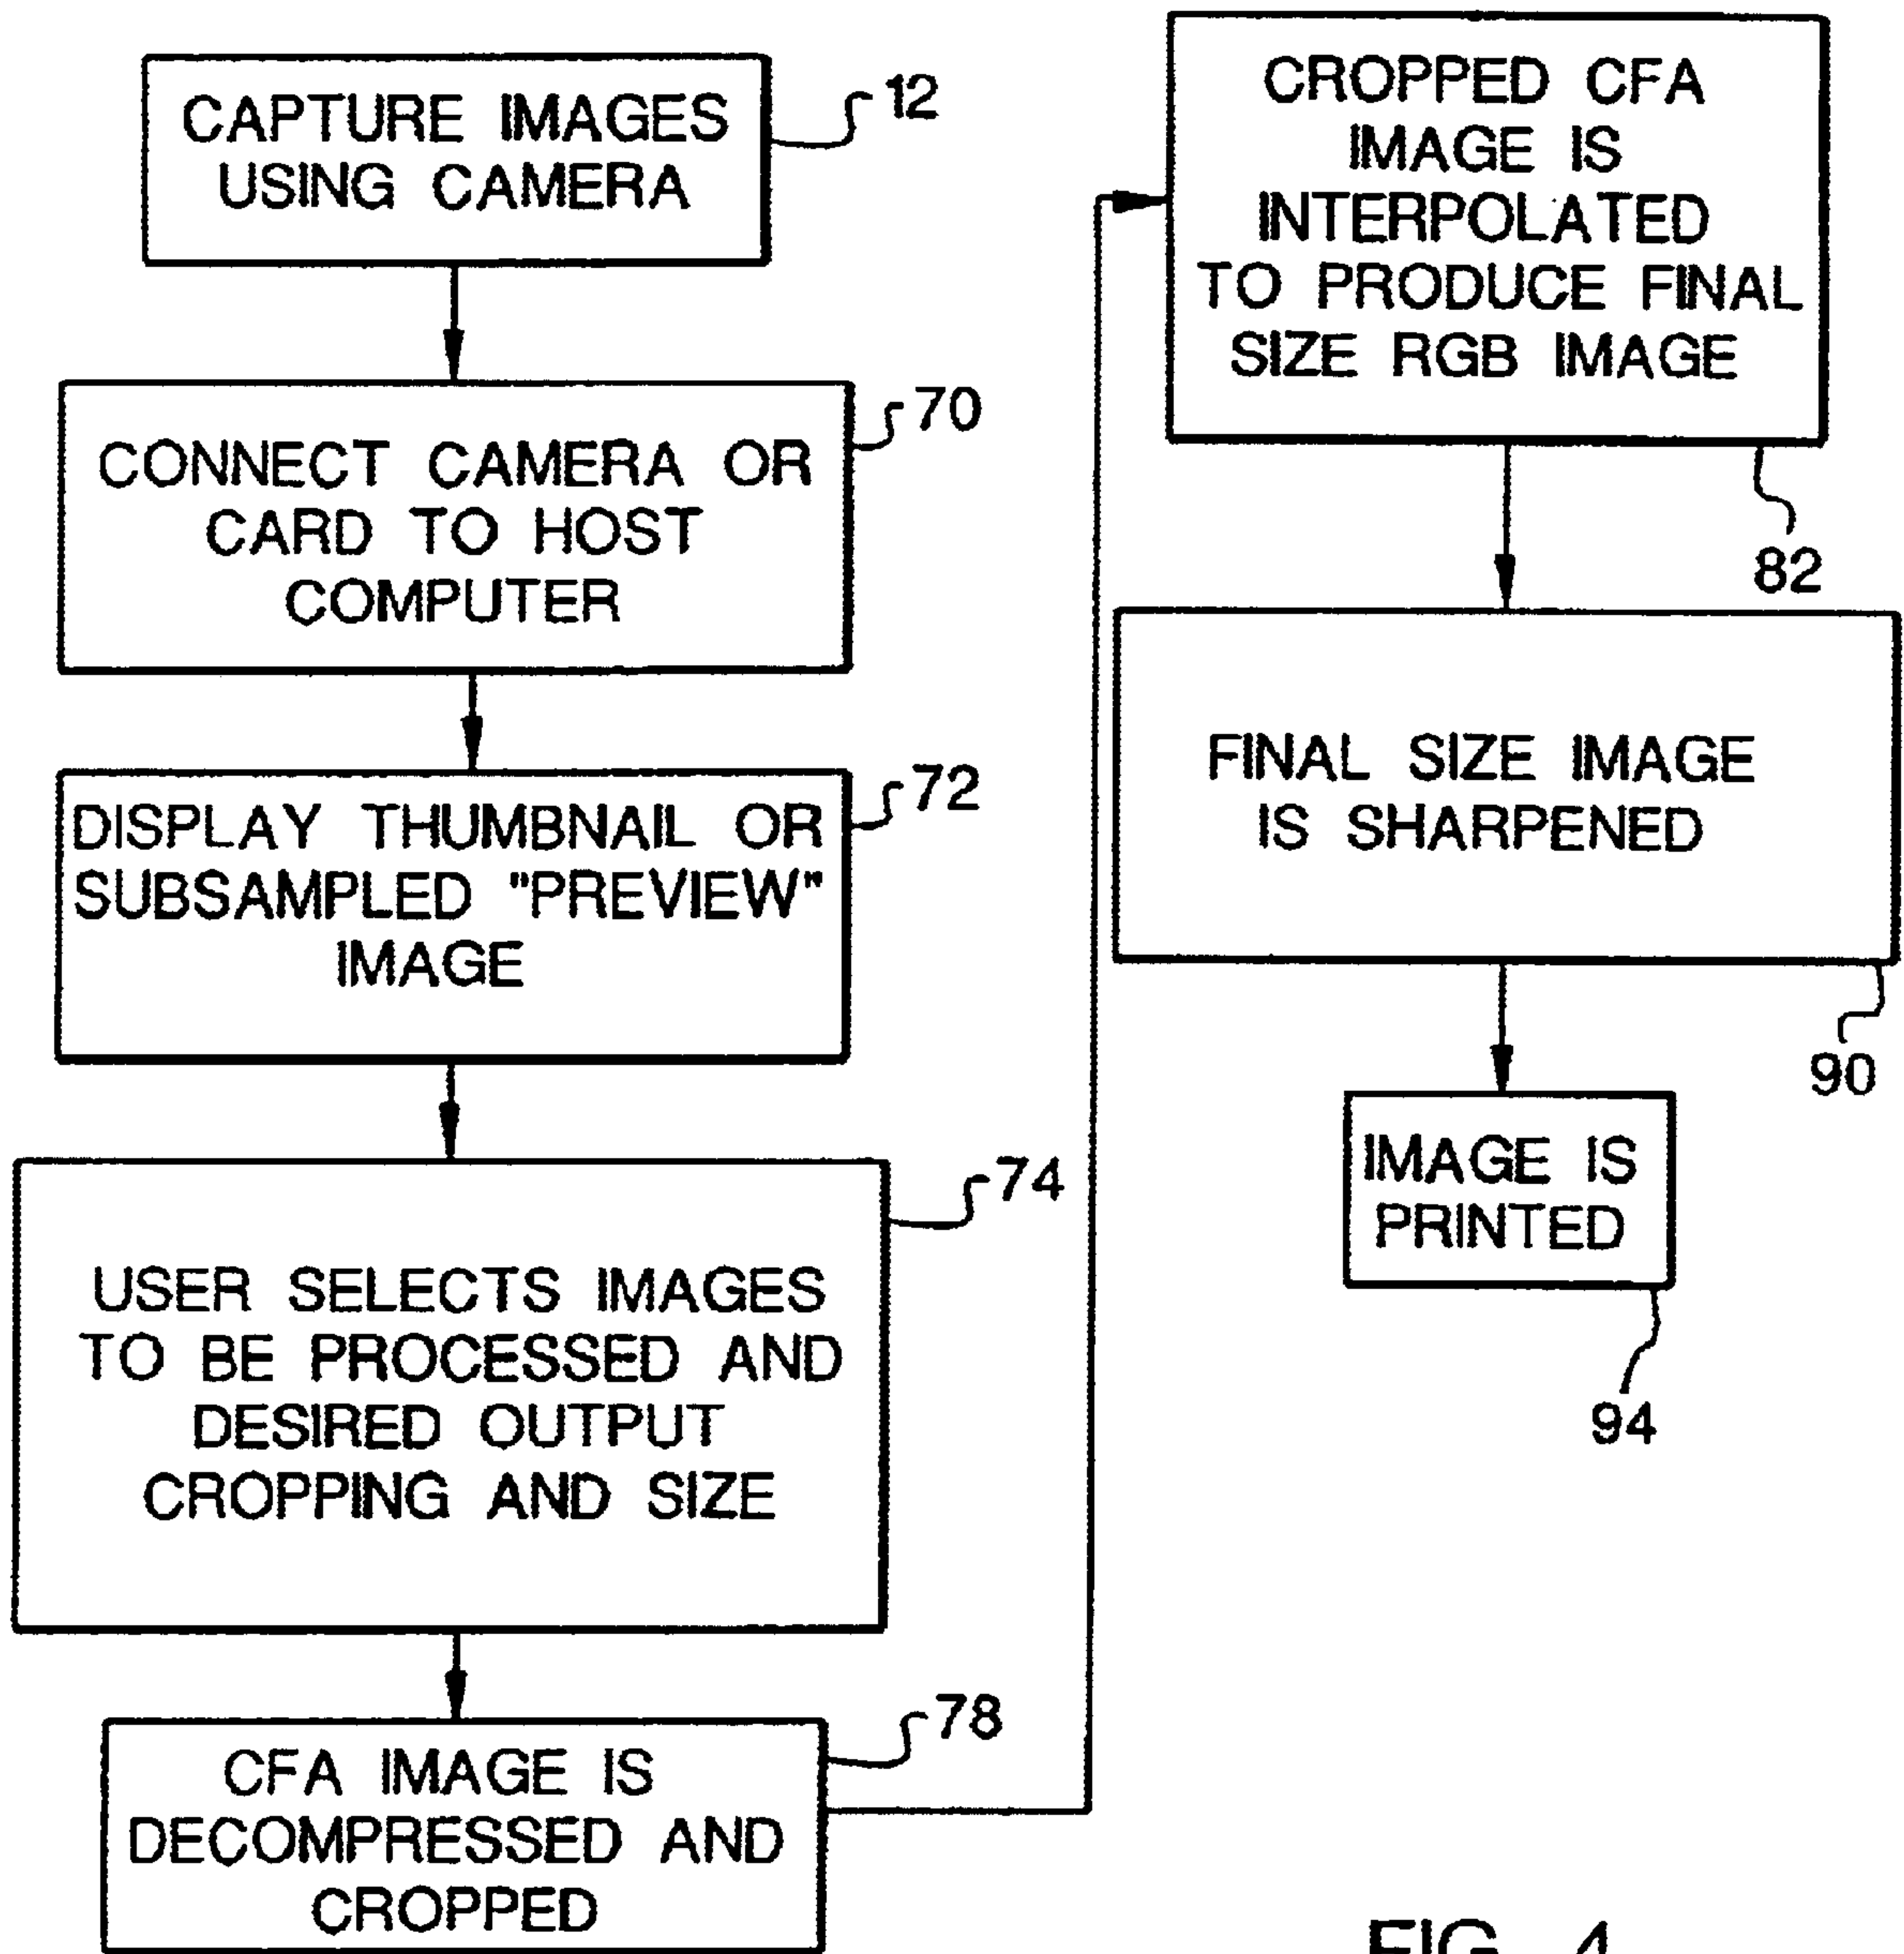 CAPTURE IMAGES
USING CAMERA
12
CONNECT CAMERA OR
CARD TO HOST
COMPUTER
70
DISPLAY THUMBNAIL OR
SUBSAMPLED "PREVIEW"
IMAGE
72
USER SELECTS IMAGES
TO BE PROCESSED AND
DESIRED OUTPUT
CROPPING AND SIZE
74
CFA IMAGE IS
DECOMPRESSED AND
CROPPED
78
CROPPED CFA
IMAGE IS
INTERPOLATED
TO PRODUCE FINAL
SIZE RGB IMAGE
82
FINAL SIZE IMAGE
IS SHARPENED
90
IMAGE IS
PRINTED
94
FIG. 4